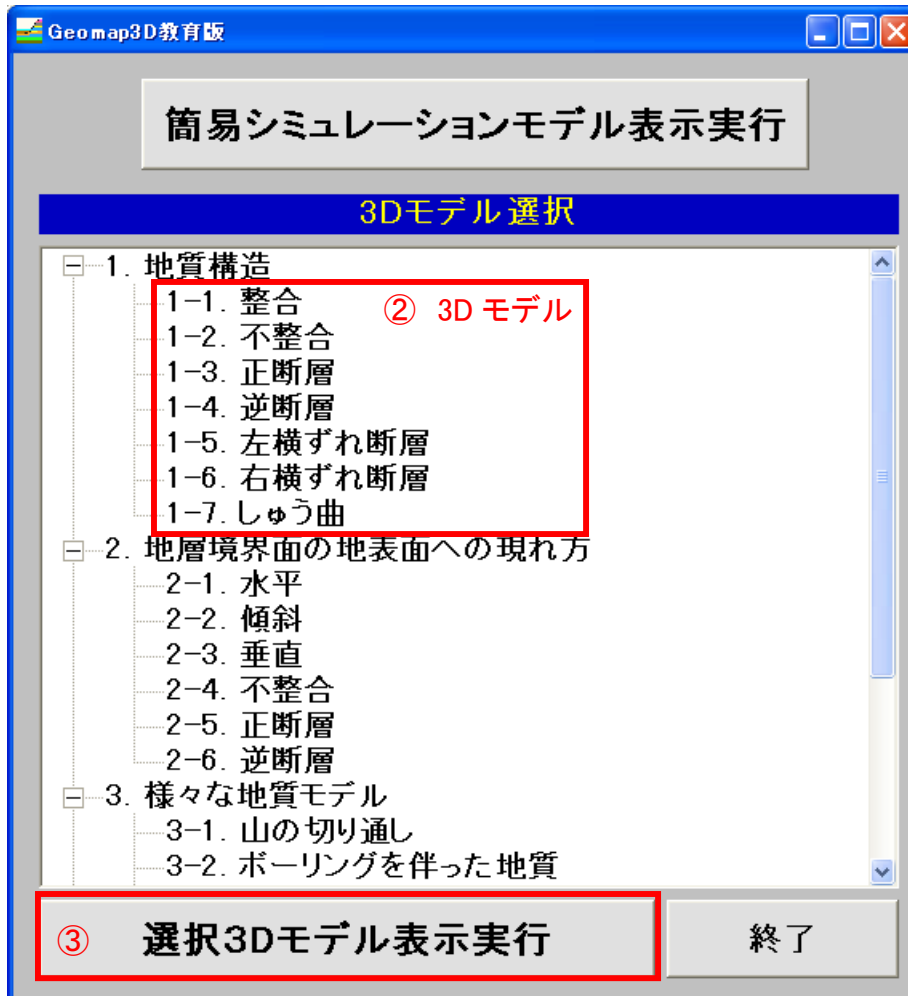 Geomap3D教育版
簡易シミュレーションモデル表示実行
3Dモデル選択
1. 地質構造
1-1. 整合
② 3D モデル
1-2. 不整合
1-3. 正断層
1-4. 逆断層
1-5. 左横ずれ断層
1-6. 右横ずれ断層
1-7. しゅう曲
2. 地層境界面の地表面への現れ方
2-1. 水平
2-2. 傾斜
2-3. 垂直
2-4. 不整合
2-5. 正断層
2-6. 逆断層
3. 様々な地質モデル
3-1. 山の切り通し
3-2. ボーリングを伴った地質
③ 選択3Dモデル表示実行
終了